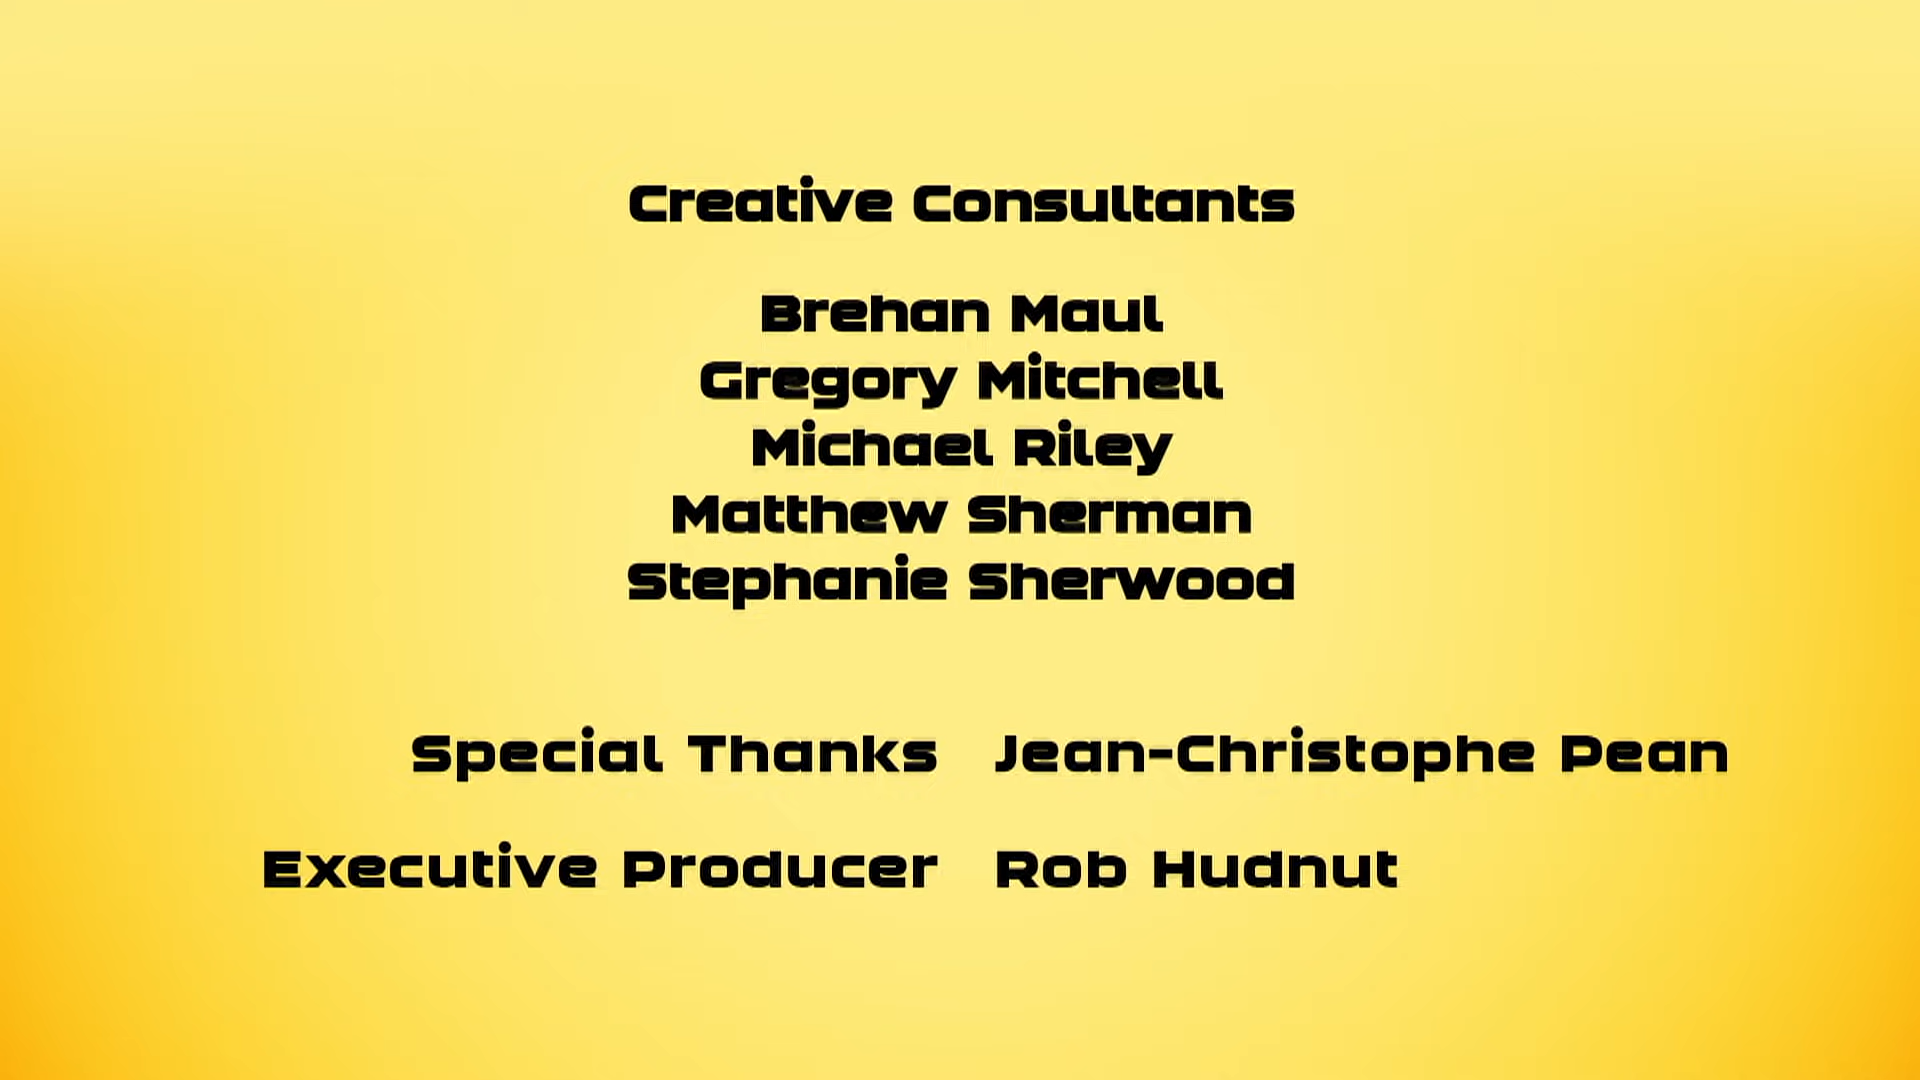 Creative Consultants
Brehan Maul
Gregory Mitchell
Michael Riley
Matthew Sherman
Stephanie Sherwood
Special Thanks Jean-Christophe Pean
Executive Producer Rob Hudnut